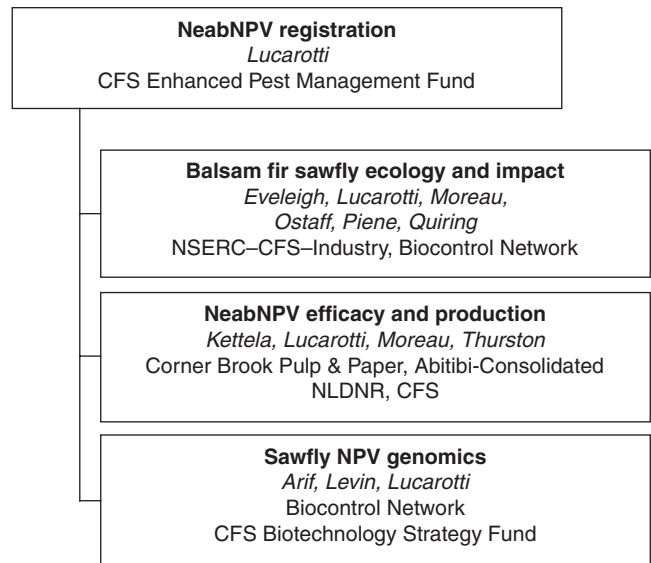 NeabNPV registration
Lucarotti
CFS Enhanced Pest Management Fund
Balsam fir sawfly ecology and impact
Eveleigh, Lucarotti, Moreau,
Ostaff, Piene, Quiring
NSERC–CFS–Industry, Biocontrol Network
NeabNPV efficacy and production
Kettela, Lucarotti, Moreau, Thurston
Corner Brook Pulp & Paper, Abitibi-Consolidated
NLDNR, CFS
Sawfly NPV genomics
Arif, Levin, Lucarotti
Biocontrol Network
CFS Biotechnology Strategy Fund